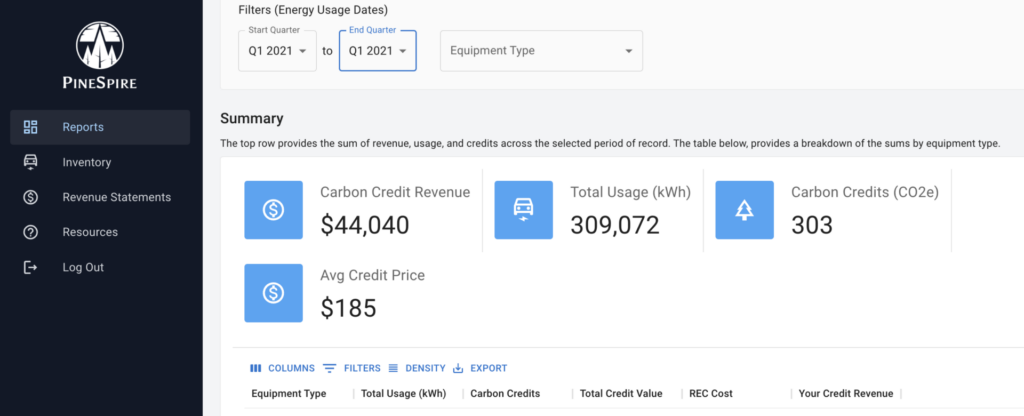 PINESPIRE
Reports
Inventory
Revenue Statements
Resources
Log Out
Filters (Energy Usage Dates)
Start Quarter
Q1 2021
to
End Quarter
Q1 2021
Equipment Type
Summary
The top row provides the sum of revenue, usage, and credits across the selected period of record. The table below, provides a breakdown of the sums by equipment type.
Carbon Credit Revenue
$44,040
Total Usage (kWh)
309,072
Carbon Credits (CO2e)
303
Avg Credit Price
$185
COLUMNS FILTERS DENSITY EXPORT
Equipment Type Total Usage (kWh) Carbon Credits Total Credit Value REC Cost Your Credit Revenue